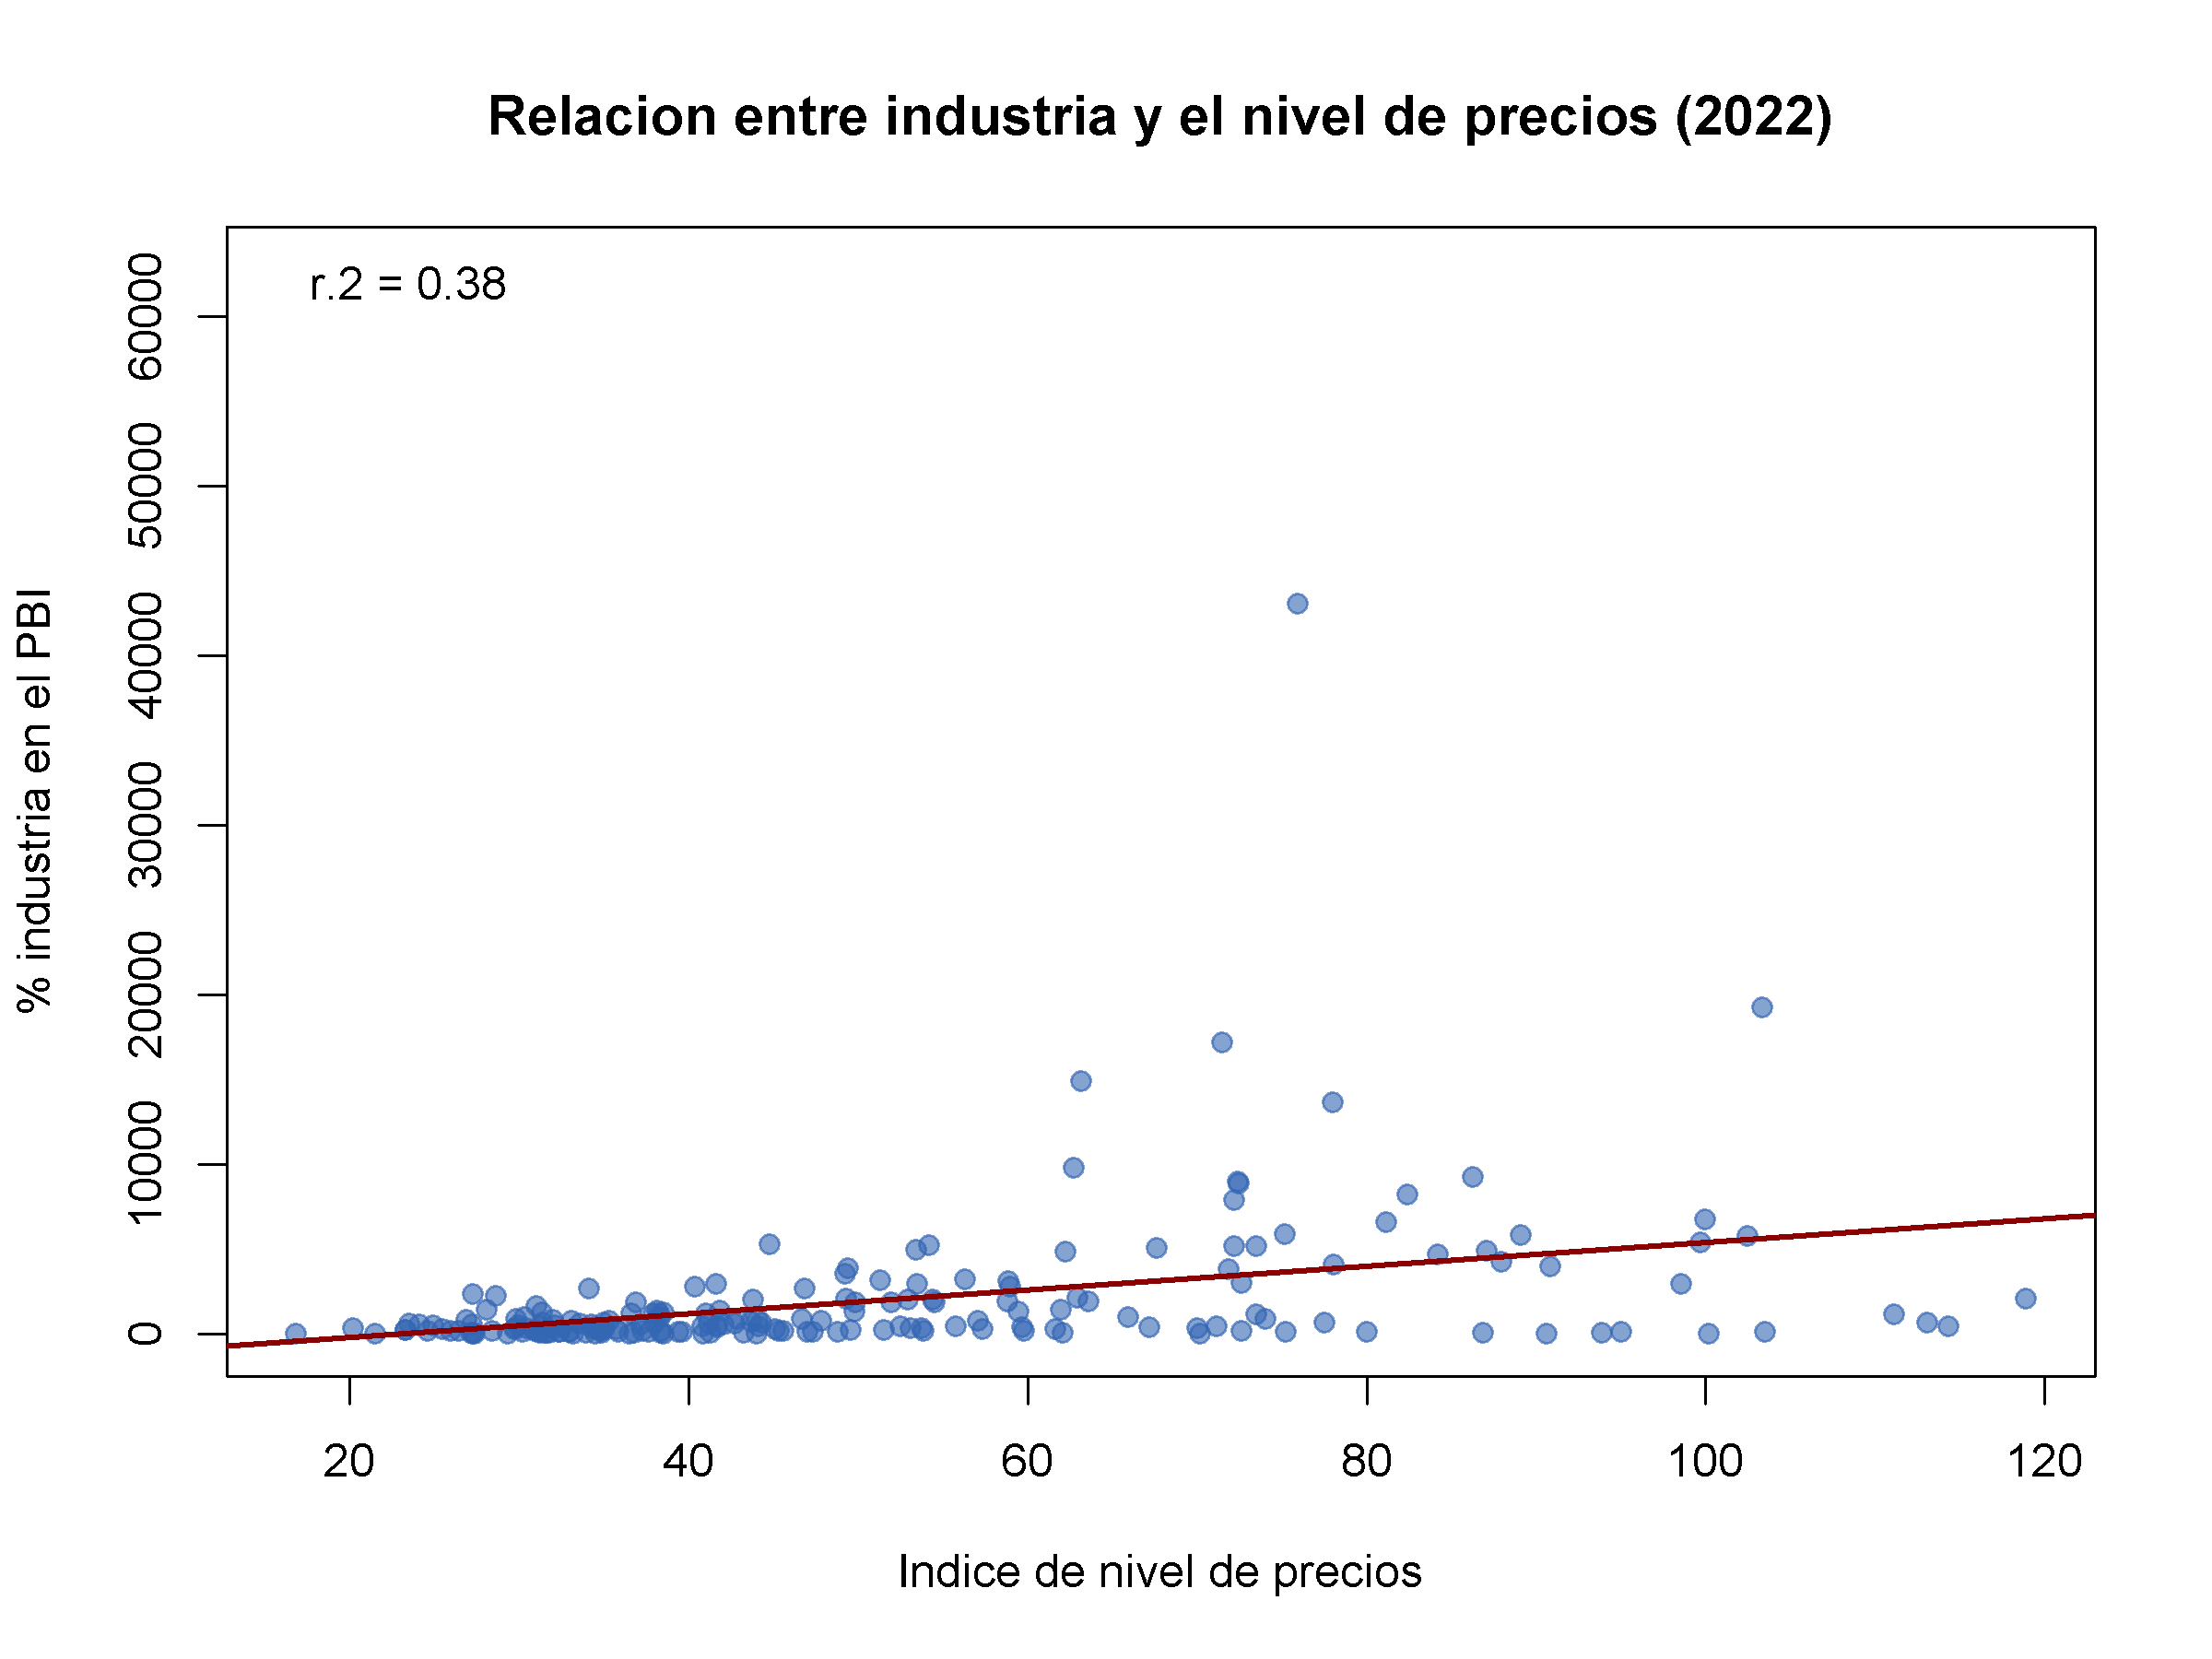 Relacion entre industria y el nivel de precios (2022)
r.2 = 0.38
% industria en el PBI
60000
50000
40000
30000
20000
10000
0
20 40 60 80 100 120
Indice de nivel de precios